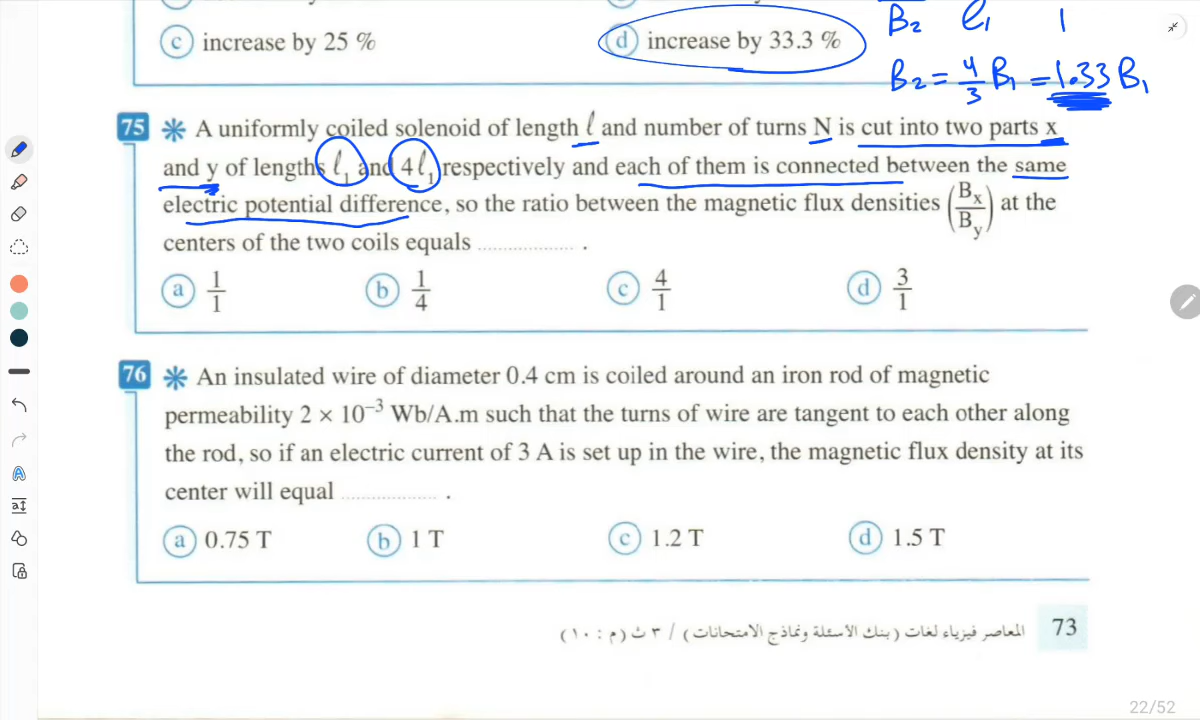 c increase by 25 %
d increase by 33.3 %
B₂ ℓ₁ 1
B₂ = 4/3 B₁ = 1.33 B₁
75 * A uniformly coiled solenoid of length ℓ and number of turns N is cut into two parts x
and y of lengths ℓ₁ and 4ℓ₁ respectively and each of them is connected between the same
electric potential difference, so the ratio between the magnetic flux densities (Bx/By) at the
centers of the two coils equals .................. .
a 1/1 b 1/4 c 4/1 d 3/1
76 * An insulated wire of diameter 0.4 cm is coiled around an iron rod of magnetic
permeability 2 × 10⁻³ Wb/A.m such that the turns of wire are tangent to each other along
the rod, so if an electric current of 3 A is set up in the wire, the magnetic flux density at its
center will equal .................. .
a 0.75 T b 1 T c 1.2 T d 1.5 T
المعاصر فيزياء لغات (بنك الأسئلة ونماذج الامتحانات) / ٣ ث (م : ١٠) 73
22/52